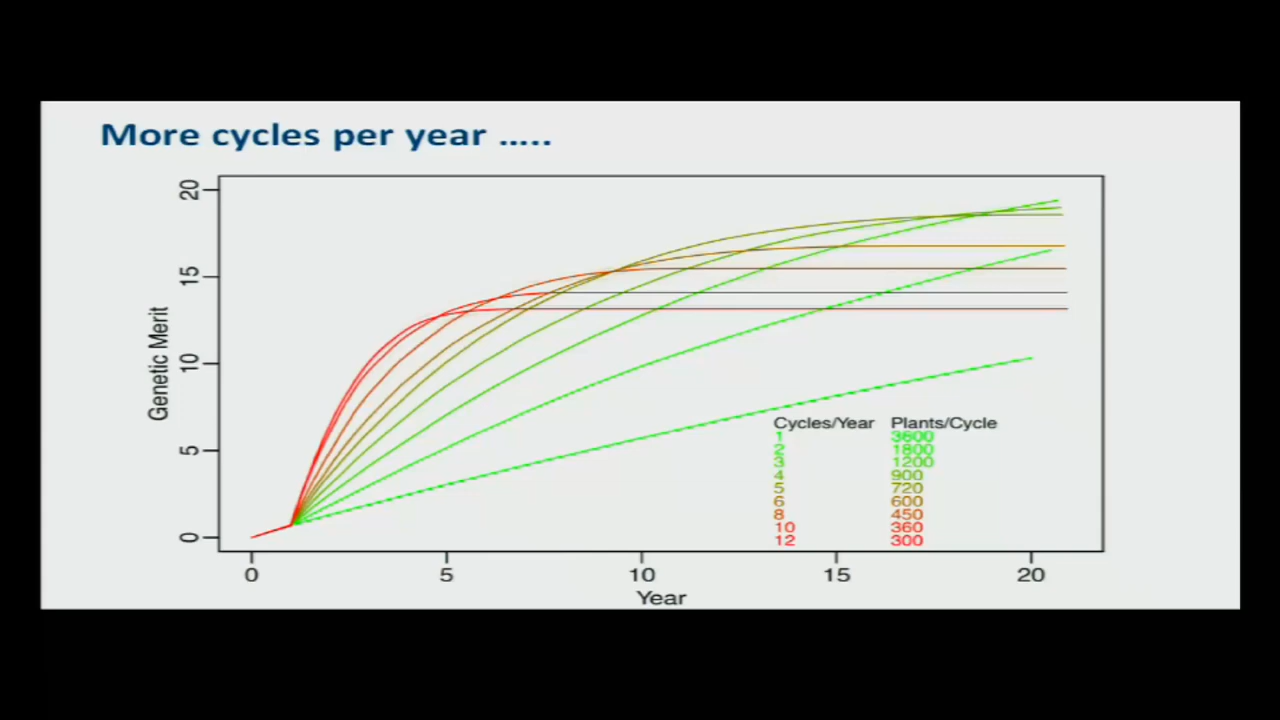 More cycles per year .....
20
15
10
5
0
Genetic Merit
Cycles/Year Plants/Cycle
1 3600
2 1800
3 1200
4 900
5 720
6 600
8 450
10 360
12 300
0 5 10 15 20
Year